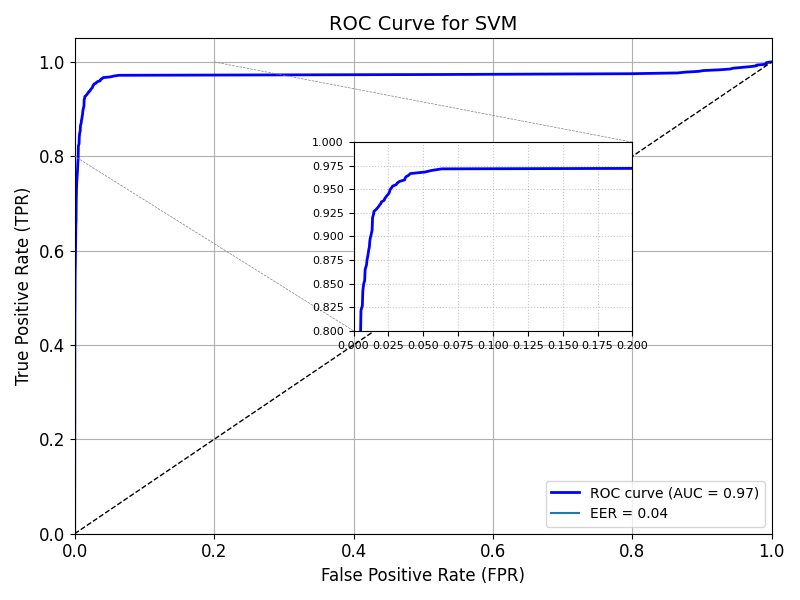 ROC Curve for SVM
True Positive Rate (TPR)
1.0
0.8
0.6
0.4
0.2
0.0
1.000
0.975
0.950
0.925
0.900
0.875
0.850
0.825
0.800
0.000 0.025 0.050 0.075 0.100 0.125 0.150 0.175 0.200
ROC curve (AUC = 0.97)
EER = 0.04
0.0 0.2 0.4 0.6 0.8 1.0
False Positive Rate (FPR)